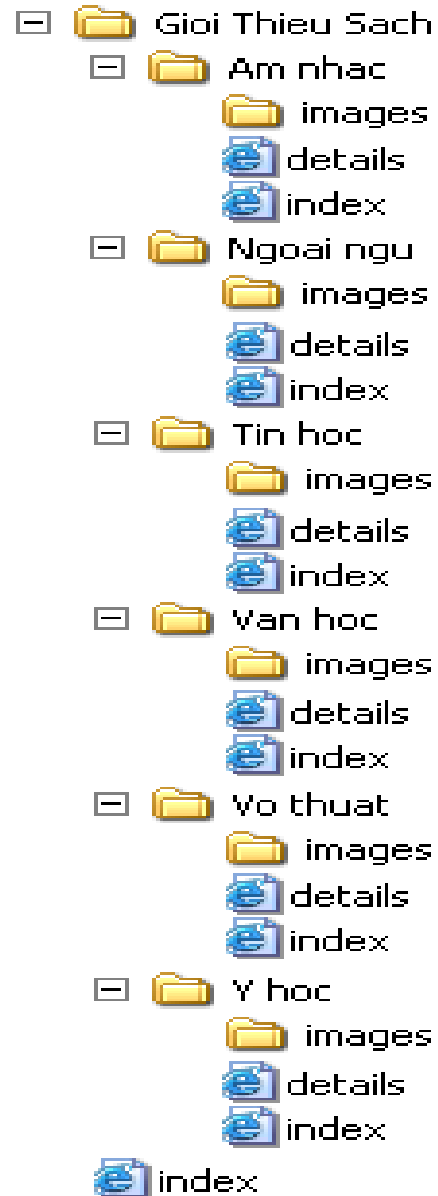 Gioi Thieu Sach
Am nhac
images
details
index
Ngoai ngu
images
details
index
Tin hoc
images
details
index
Van hoc
images
details
index
Vo thuat
images
details
index
Y hoc
images
details
index
index